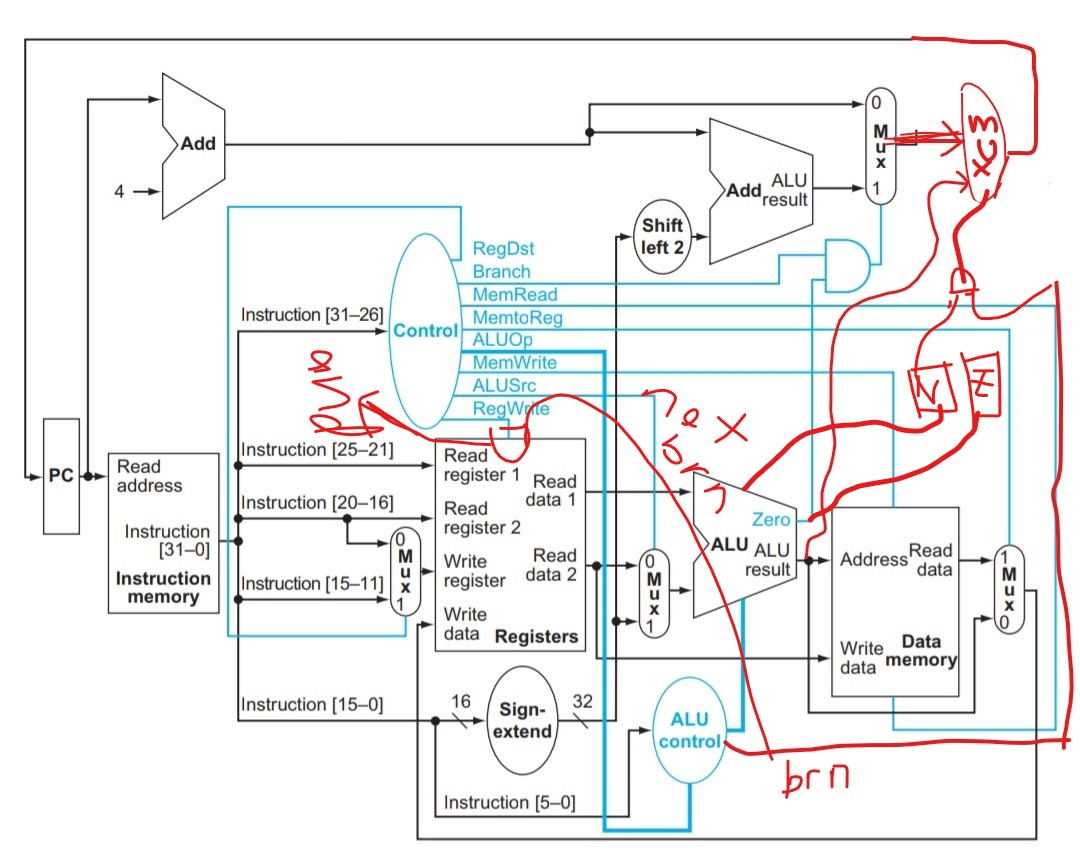 Add
4
0
Mux
1
Add ALU result
Shift left 2
RegDst
Branch
MemRead
MemtoReg
ALUOp
MemWrite
ALUSrc
RegWrite
Control
Instruction [31–26]
Instruction [25–21]
Instruction [20–16]
Instruction [15–11]
Instruction [15–0]
Instruction [5–0]
PC
Read address
Instruction [31–0]
Instruction memory
0
Mux
1
Read register 1
Read register 2
Write register
Write data
Read data 1
Read data 2
Registers
16
Sign-extend
32
0
Mux
1
Zero
ALU
ALU result
ALU control
Address
Read data
Write data
Data memory
1
Mux
0
N
Z
brn